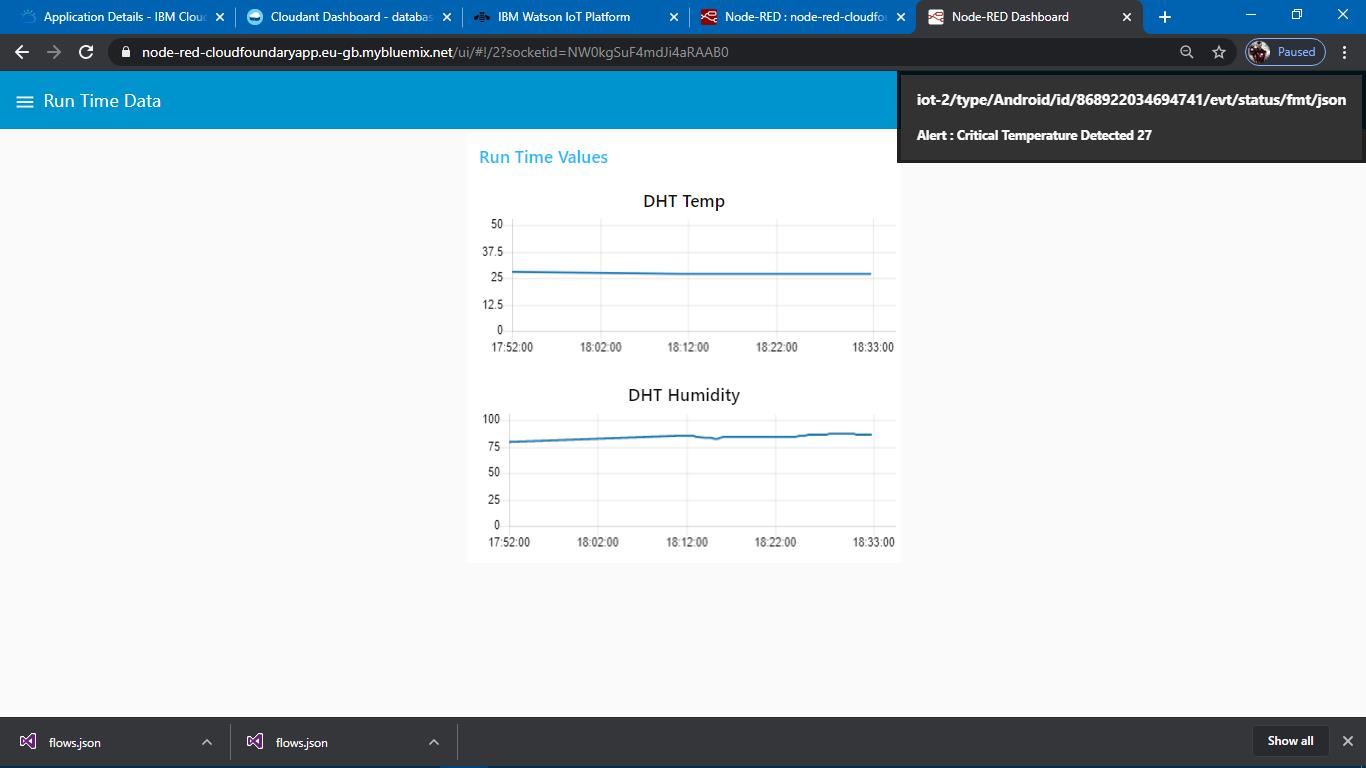 Application Details - IBM Clou
Cloudant Dashboard - databas
IBM Watson IoT Platform
Node-RED : node-red-cloudfou
Node-RED Dashboard
node-red-cloudfoundaryapp.eu-gb.mybluemix.net/ui/#!/2?socketid=NW0kgSuF4mdJi4aRAAB0
Paused
Run Time Data
iot-2/type/Android/id/868922034694741/evt/status/fmt/json
Alert : Critical Temperature Detected 27
Run Time Values
DHT Temp
50
37.5
25
12.5
0
17:52:00 18:02:00 18:12:00 18:22:00 18:33:00
DHT Humidity
100
75
50
25
0
17:52:00 18:02:00 18:12:00 18:22:00 18:33:00
flows.json
flows.json
Show all